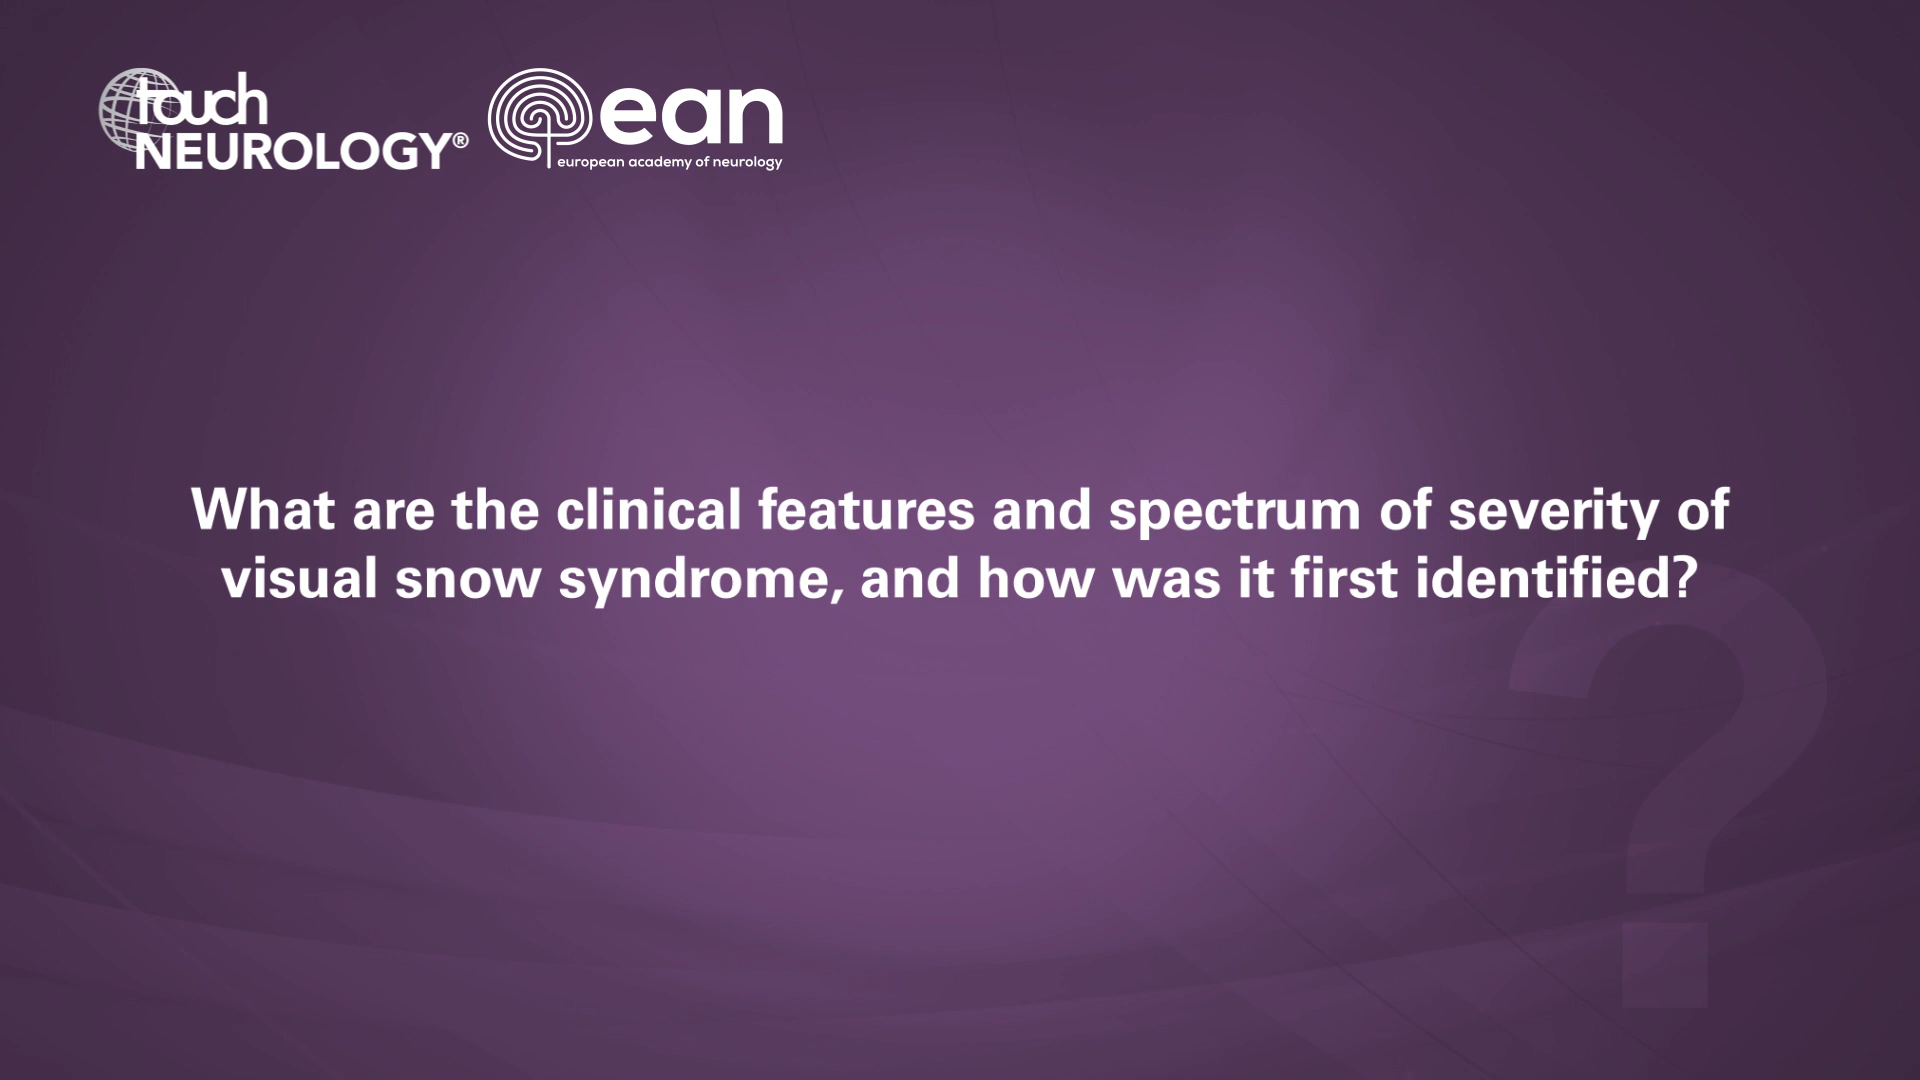 touch
NEUROLOGY®
ean
european academy of neurology
What are the clinical features and spectrum of severity of
visual snow syndrome, and how was it first identified?
?